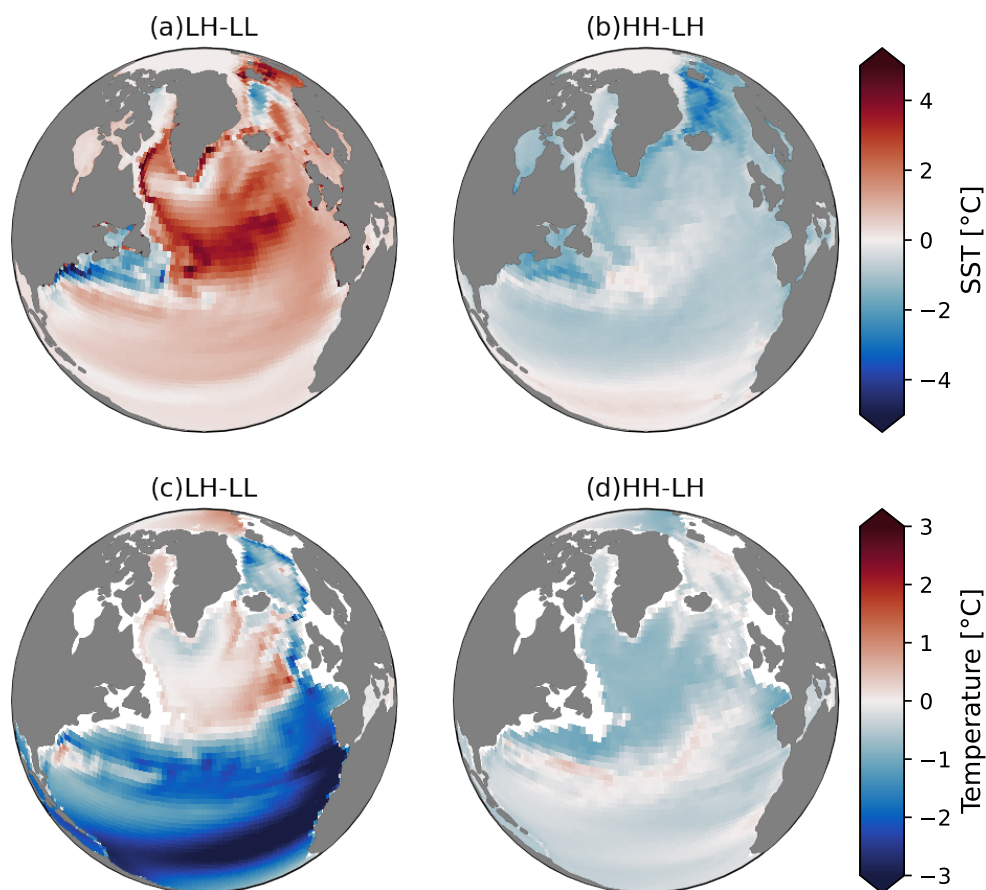 (a)LH-LL
(b)HH-LH
4
2
0
−2
−4
SST [°C]
(c)LH-LL
(d)HH-LH
3
2
1
0
−1
−2
−3
Temperature [°C]